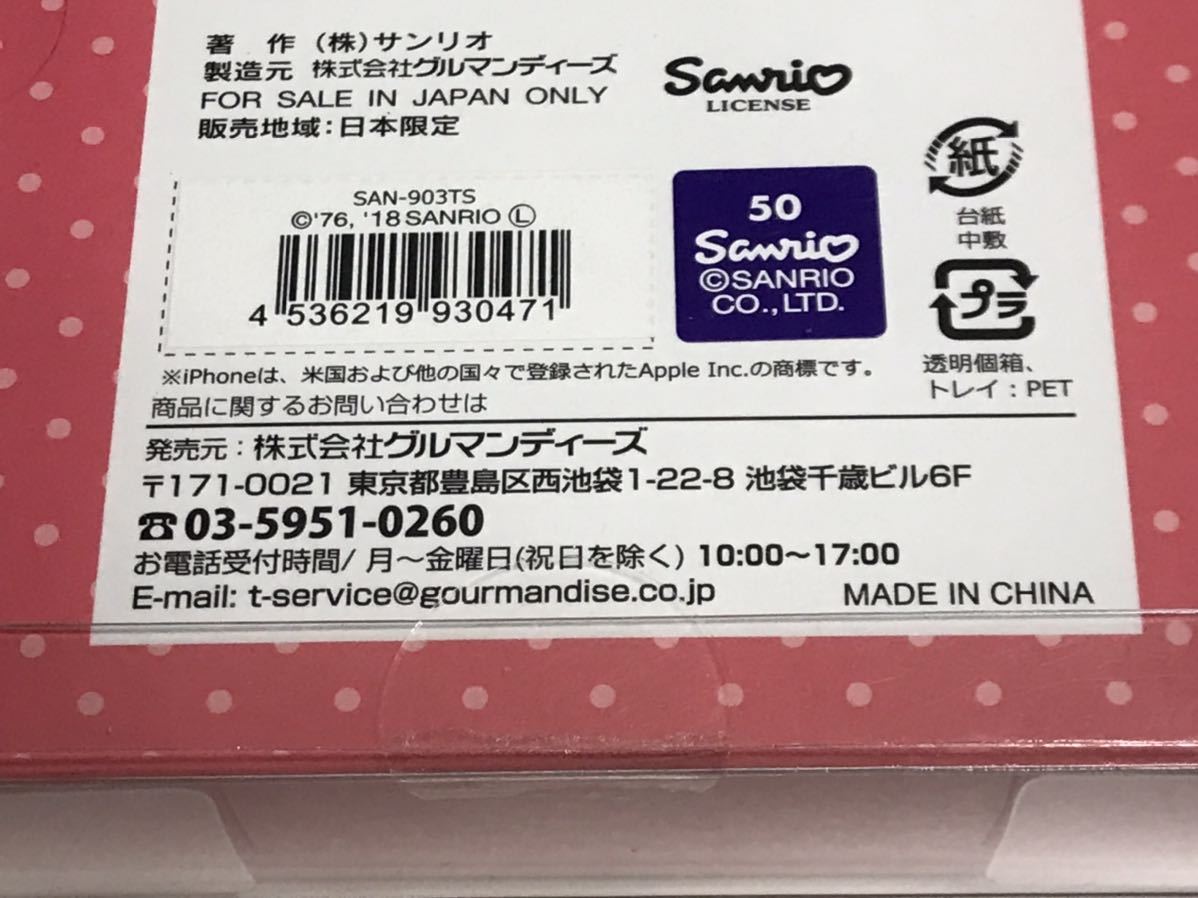 著 作 (株)サンリオ
製造元 株式会社グルマンディーズ
FOR SALE IN JAPAN ONLY
販売地域:日本限定
Sanrio
LICENSE
SAN-903TS
©'76, '18 SANRIO Ⓛ
4 536219 930471
50
Sanrio
©SANRIO
CO.,LTD.
紙
台紙
中敷
プラ
透明個箱、
トレイ:PET
※iPhoneは、米国および他の国々で登録されたApple Inc.の商標です。
商品に関するお問い合わせは
発売元:株式会社グルマンディーズ
〒171-0021 東京都豊島区西池袋1-22-8 池袋千歳ビル6F
☎03-5951-0260
お電話受付時間/ 月～金曜日(祝日を除く) 10:00～17:00
E-mail: t-service@gourmandise.co.jp
MADE IN CHINA